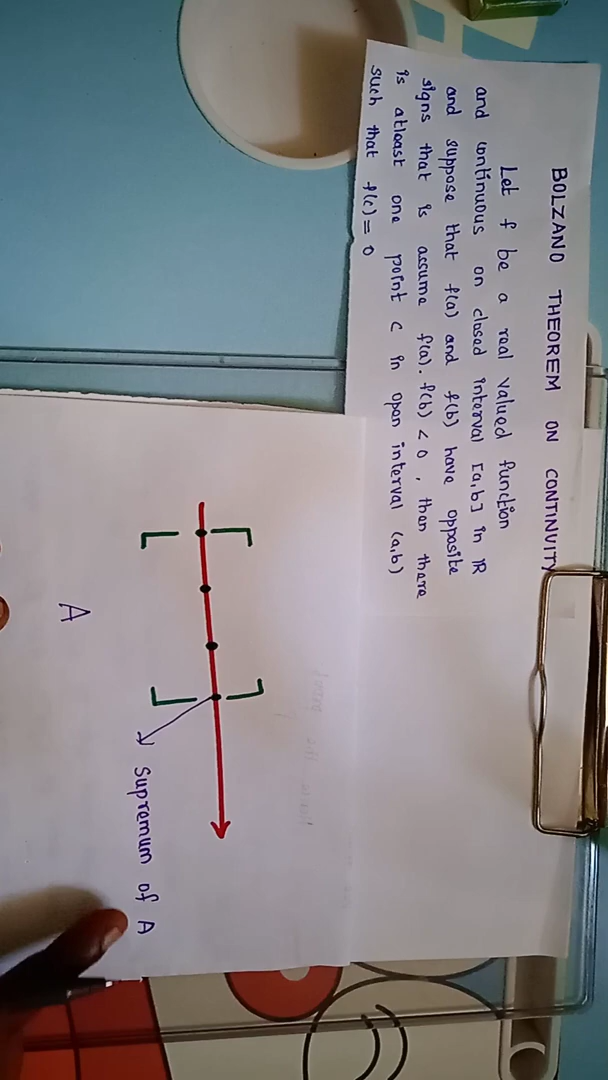 BOLZANO THEOREM ON CONTINUITY
Let f be a real valued function
and continuous on closed interval [a,b] in IR
and suppose that f(a) and f(b) have opposite
signs that is assume f(a). f(b) < 0, then there
is atleast one point c in open interval (a,b)
such that f(c) = 0
Supremum of A
A